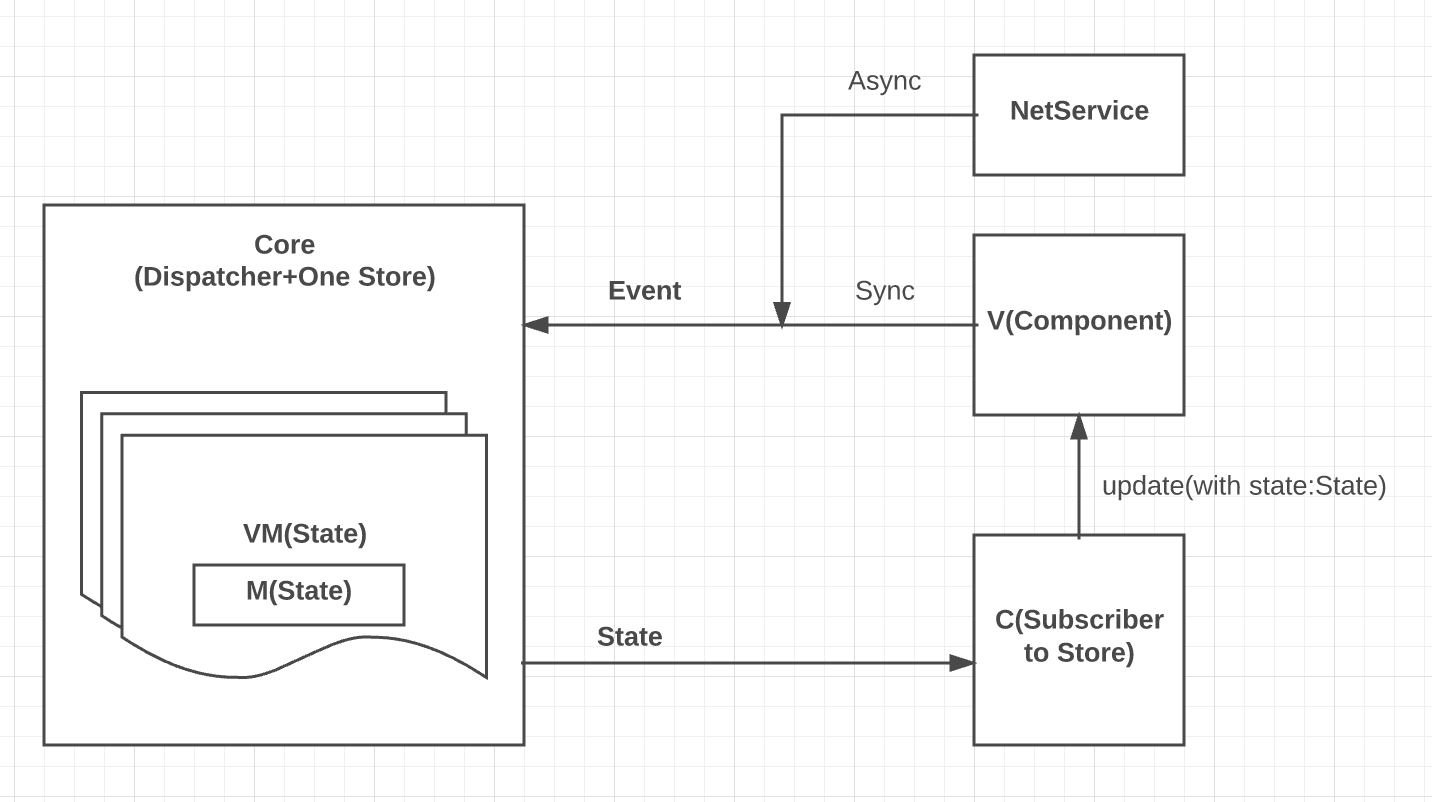 Async
NetService
Core
(Dispatcher+One Store)
Event
Sync
V(Component)
update(with state:State)
VM(State)
M(State)
State
C(Subscriber
to Store)